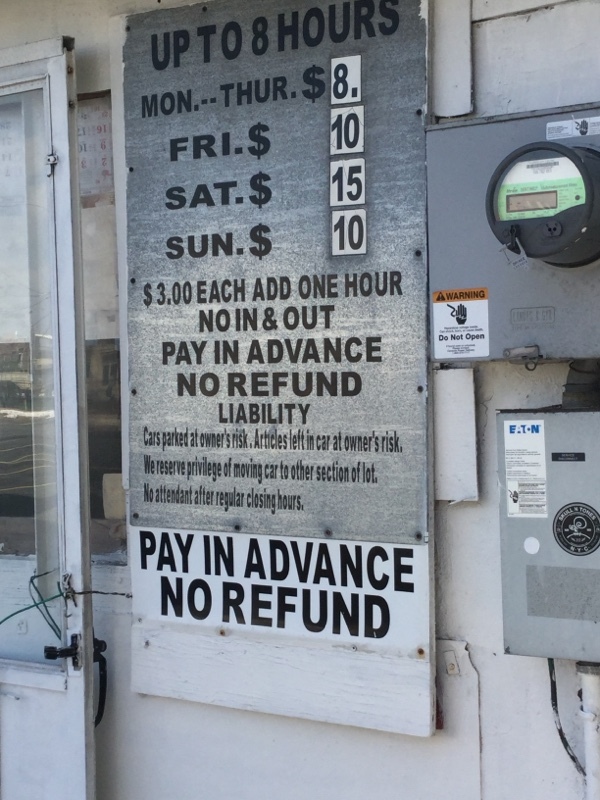 UP TO 8 HOURS
MON.--THUR. $ 8.
FRI. $ 10
SAT. $ 15
SUN. $ 10
$3.00 EACH ADD ONE HOUR
NO IN & OUT
PAY IN ADVANCE
NO REFUND
LIABILITY
Cars parked at owner's risk. Articles left in car at owner's risk.
We reserve privilege of moving car to other section of lot.
No attendant after regular closing hours.
PAY IN ADVANCE
NO REFUND
WARNING
Do Not Open
EATON
SKULL & TONES
NYC